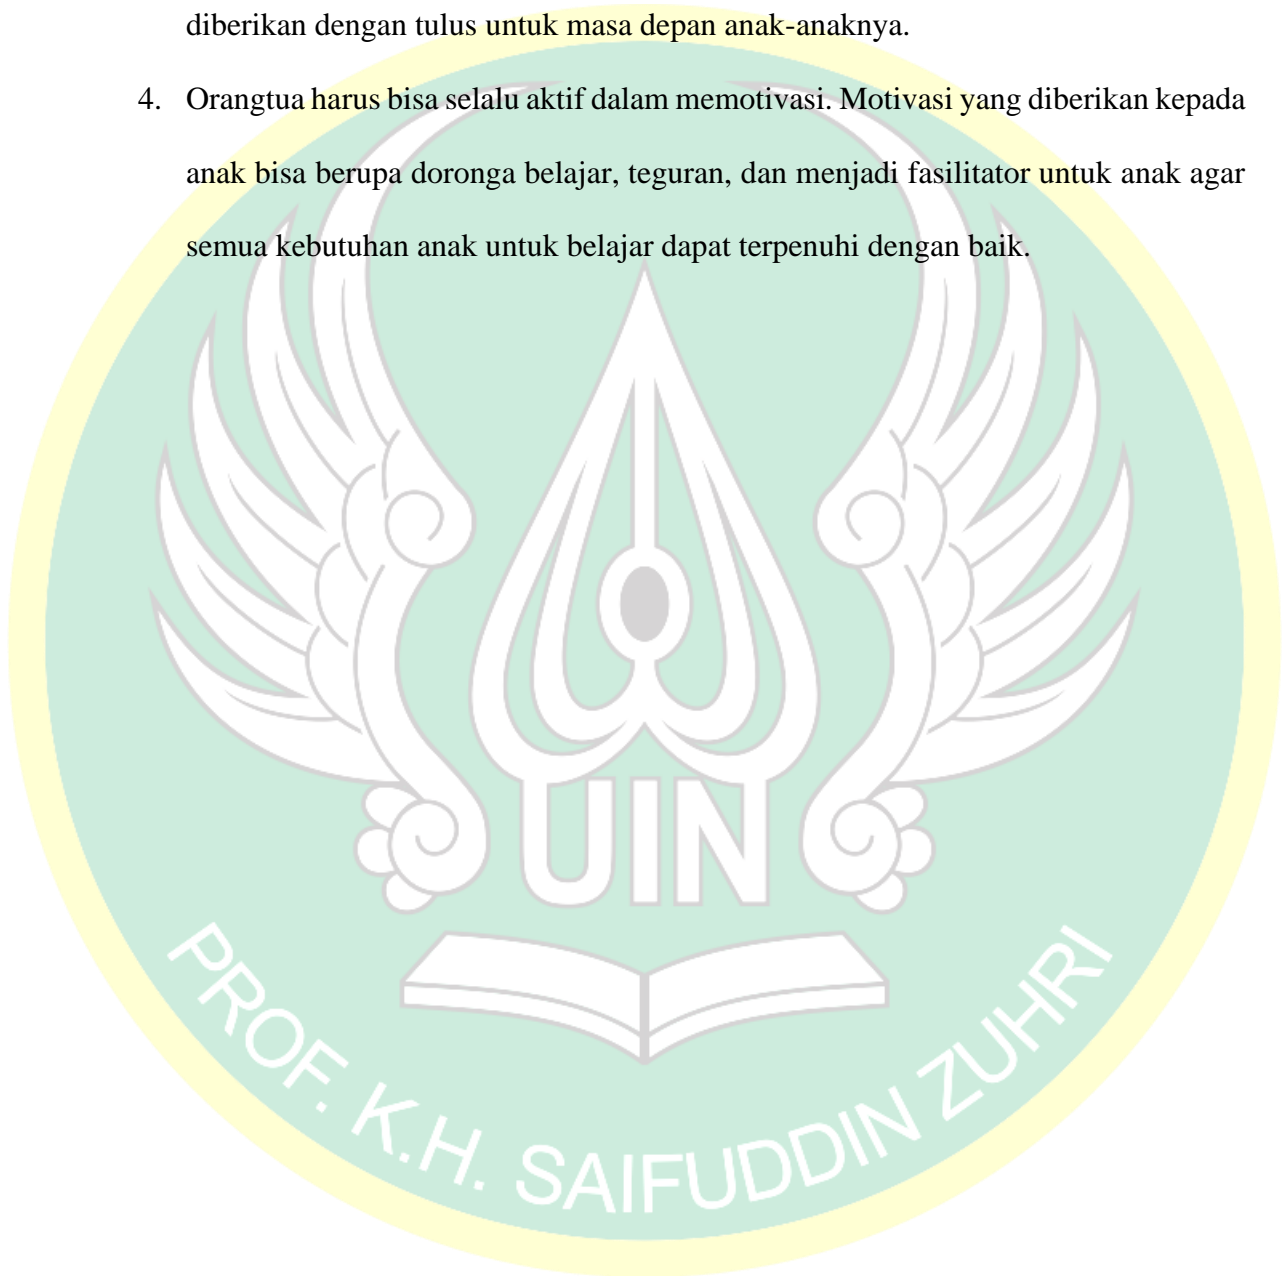 diberikan dengan tulus untuk masa depan anak-anaknya.
4. Orangtua harus bisa selalu aktif dalam memotivasi. Motivasi yang diberikan kepada
anak bisa berupa doronga belajar, teguran, dan menjadi fasilitator untuk anak agar
semua kebutuhan anak untuk belajar dapat terpenuhi dengan baik.
UIN
PROF. K.H. SAIFUDDIN ZUHRI